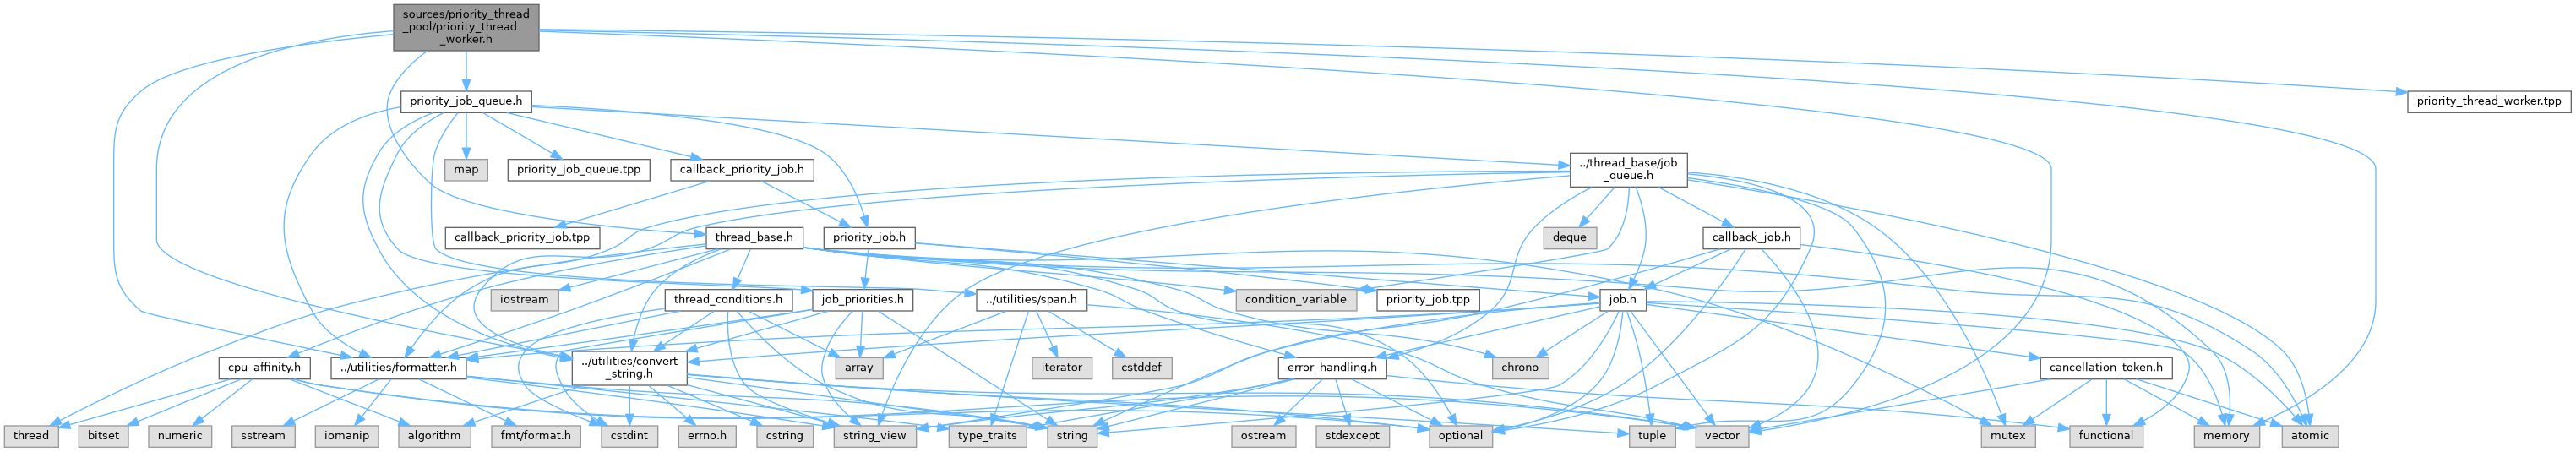 sources/priority_thread
_pool/priority_thread
_worker.h
priority_job_queue.h
priority_thread_worker.tpp
map
priority_job_queue.tpp
callback_priority_job.h
../thread_base/job
_queue.h
callback_priority_job.tpp
thread_base.h
priority_job.h
deque
callback_job.h
iostream
thread_conditions.h
job_priorities.h
../utilities/span.h
condition_variable
priority_job.tpp
job.h
cpu_affinity.h
../utilities/formatter.h
../utilities/convert
_string.h
array
iterator
cstddef
error_handling.h
chrono
cancellation_token.h
thread
bitset
numeric
sstream
iomanip
algorithm
fmt/format.h
cstdint
errno.h
cstring
string_view
type_traits
string
ostream
stdexcept
optional
tuple
vector
mutex
functional
memory
atomic